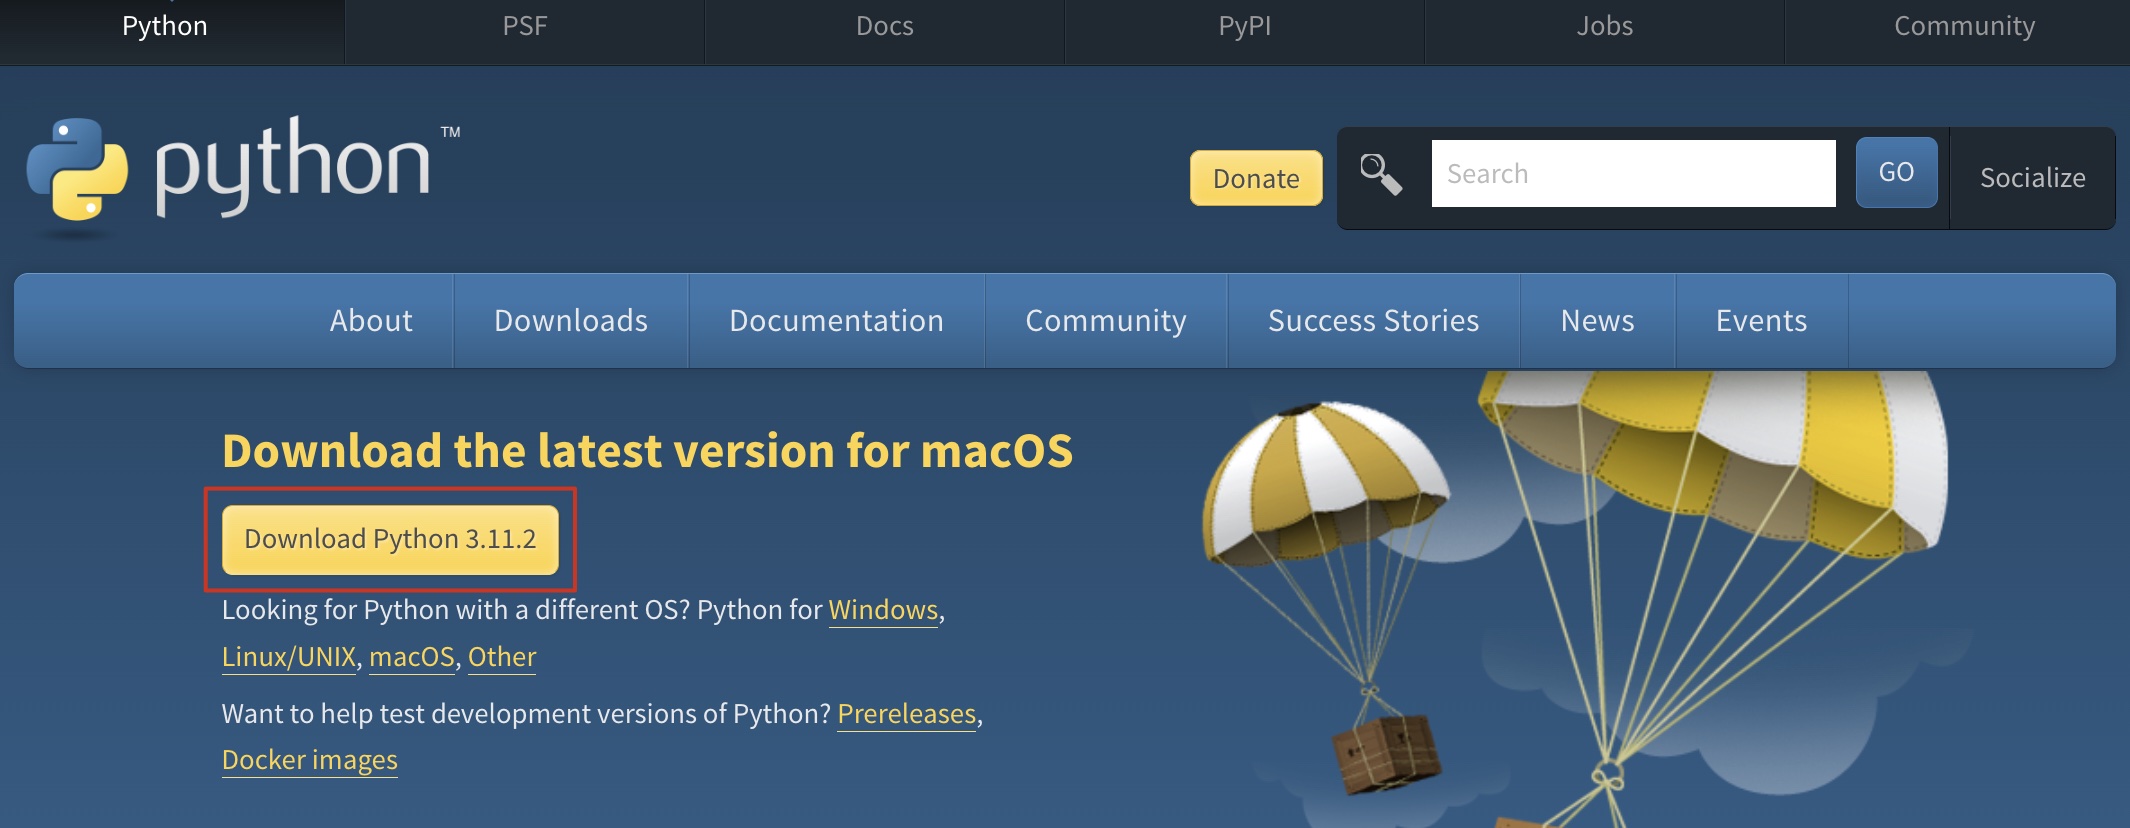 Python PSF Docs PyPI Jobs Community
python™
Donate Search GO Socialize
About Downloads Documentation Community Success Stories News Events
Download the latest version for macOS
Download Python 3.11.2
Looking for Python with a different OS? Python for Windows,
Linux/UNIX, macOS, Other
Want to help test development versions of Python? Prereleases,
Docker images